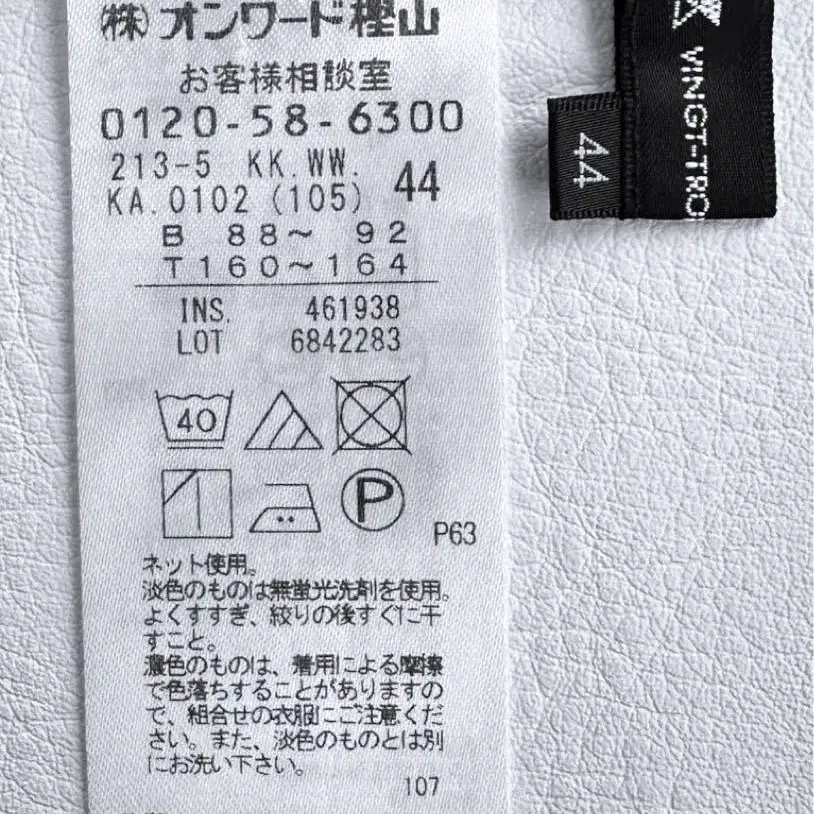 (株)オンワード樫山
お客様相談室
0120-58-6300
213-5 KK.WW.
KA.0102 (105) 44
B 88～ 92
T160～164
INS. 461938
LOT 6842283
40
P
P63
ネット使用。
淡色のものは無蛍光洗剤を使用。
よくすすぎ、絞りの後すぐに干
すこと。
濃色のものは、着用による摩擦
で色落ちすることがありますの
で、組合せの衣服にご注意くだ
さい。また、淡色のものとは別
にお洗い下さい。
107
44
VINGT-TROI